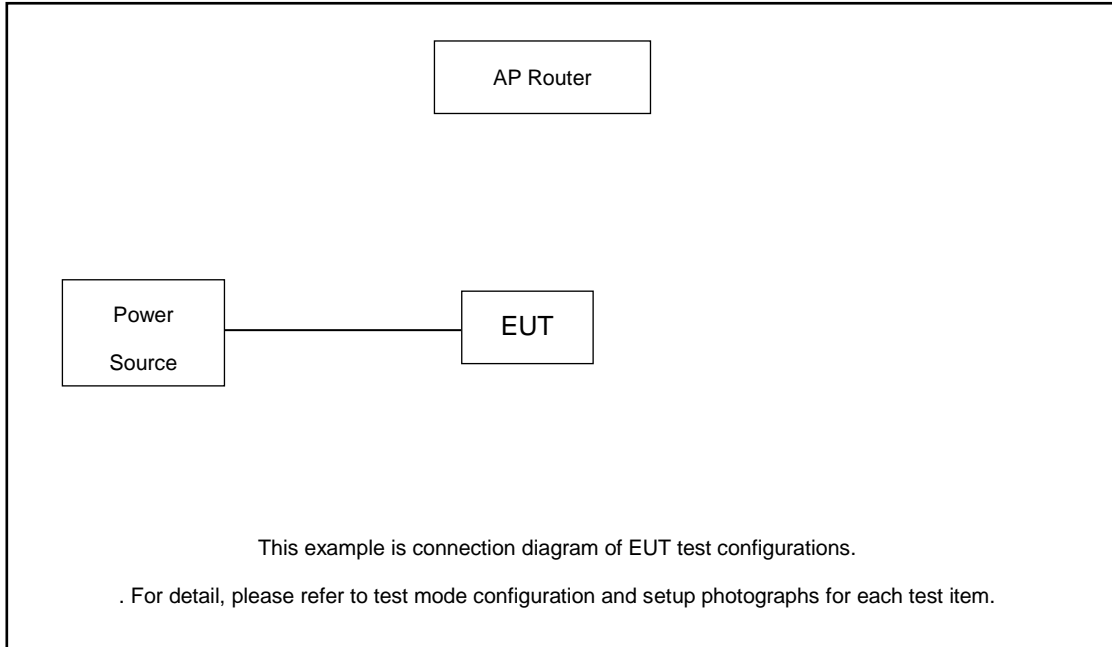 AP Router
Power
Source
EUT
This example is connection diagram of EUT test configurations.
. For detail, please refer to test mode configuration and setup photographs for each test item.